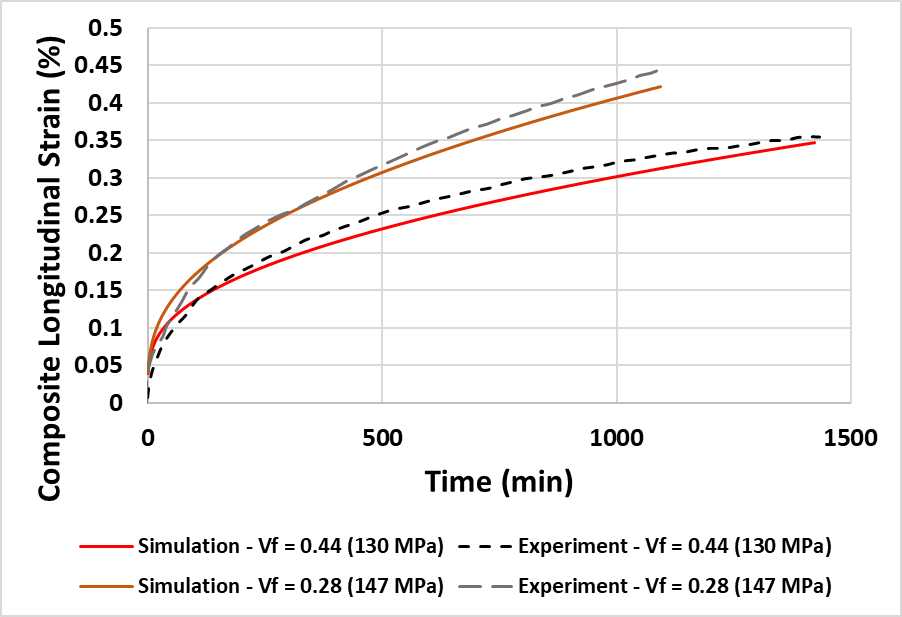 Composite Longitudinal Strain (%)
0.5
0.45
0.4
0.35
0.3
0.25
0.2
0.15
0.1
0.05
0
0 500 1000 1500
Time (min)
Simulation - Vf = 0.44 (130 MPa) Experiment - Vf = 0.44 (130 MPa)
Simulation - Vf = 0.28 (147 MPa) Experiment - Vf = 0.28 (147 MPa)